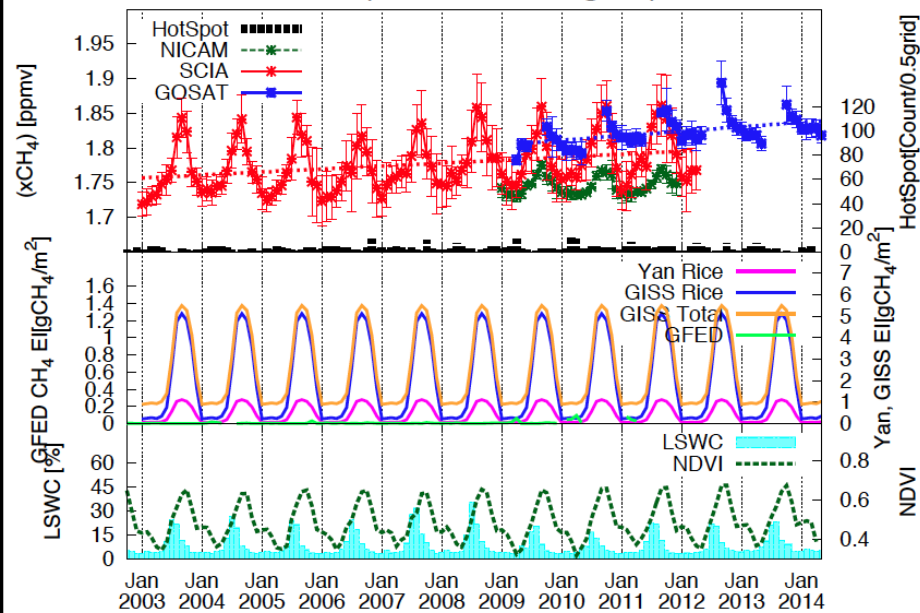 HotSpot
NICAM
SCIA
GOSAT
(xCH4) [ppmv]
1.95
1.9
1.85
1.8
1.75
1.7
120
100
80
60
40
20
0
HotSpot[Count/0.5grid]
Yan Rice
GISS Rice
GISS Total
GFED
GFED CH4 EI[gCH4/m2]
1.6
1.4
1.2
1
0.8
0.6
0.4
0.2
0
7
6
5
4
3
2
1
0
Yan, GISS EI[gCH4/m2]
LSWC
NDVI
LSWC [%]
60
45
30
15
0
0.8
0.6
0.4
NDVI
Jan Jan Jan Jan Jan Jan Jan Jan Jan Jan Jan Jan
2003 2004 2005 2006 2007 2008 2009 2010 2011 2012 2013 2014